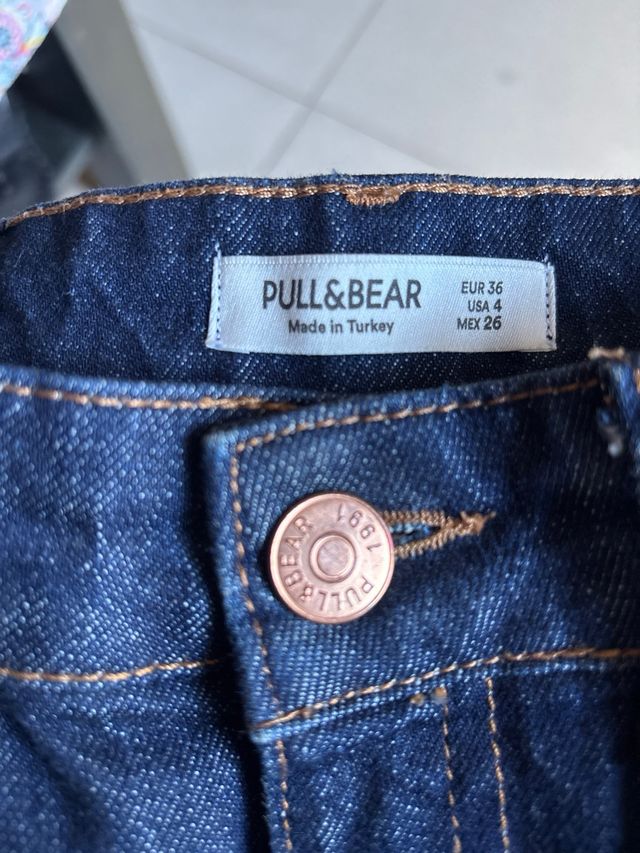 PULL&BEAR
Made in Turkey
EUR 36
USA 4
MEX 26
PULL&BEAR 1991